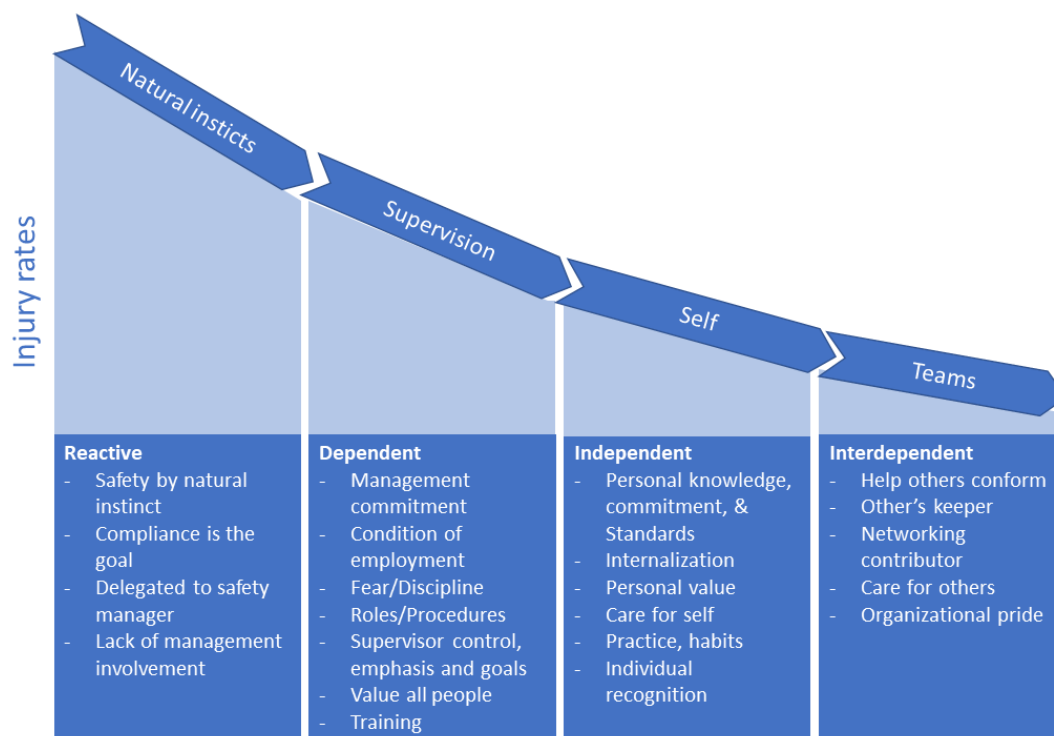 Natural insticts
Supervision
Self
Teams
Injury rates
Reactive
- Safety by natural
instinct
- Compliance is the
goal
- Delegated to safety
manager
- Lack of management
involvement
Dependent
- Management
commitment
- Condition of
employment
- Fear/Discipline
- Roles/Procedures
- Supervisor control,
emphasis and goals
- Value all people
- Training
Independent
- Personal knowledge,
commitment, &
Standards
- Internalization
- Personal value
- Care for self
- Practice, habits
- Individual
recognition
Interdependent
- Help others conform
- Other’s keeper
- Networking
contributor
- Care for others
- Organizational pride